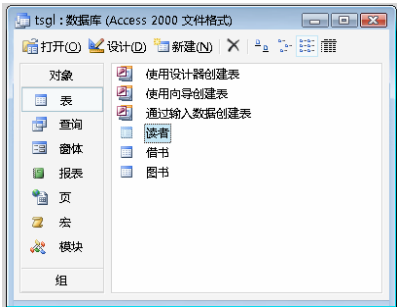 tsgl : 数据库 (Access 2000 文件格式)
打开(O) 设计(D) 新建(N)
对象
表
查询
窗体
报表
页
宏
模块
组
使用设计器创建表
使用向导创建表
通过输入数据创建表
读者
借书
图书